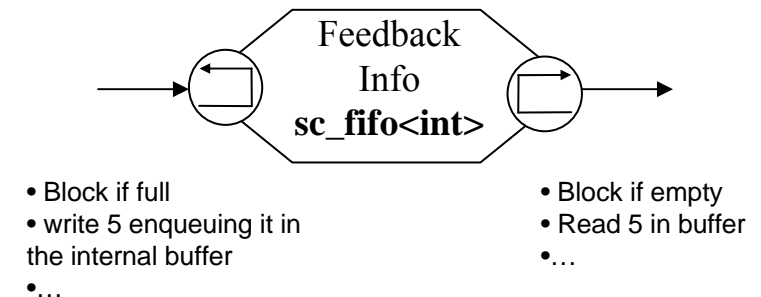 Feedback
Info
sc_fifo<int>
• Block if full
• write 5 enqueuing it in
the internal buffer
•…
• Block if empty
• Read 5 in buffer
•…